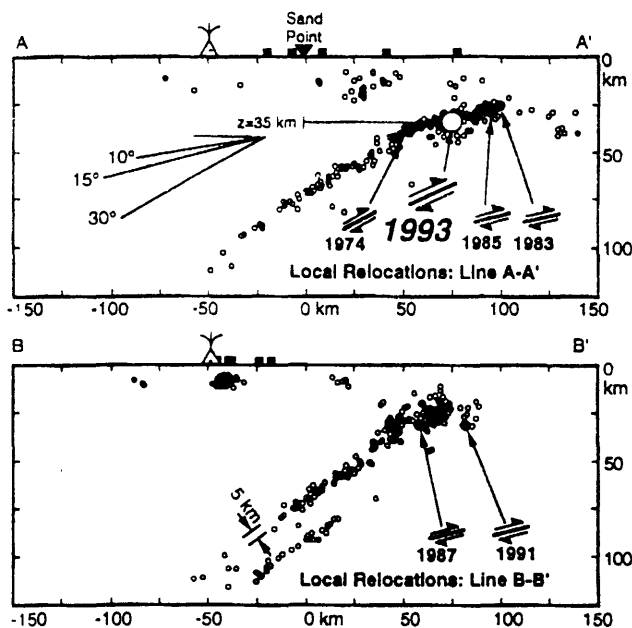 Sand
Point
A A'
0
km
z=35 km
10°
15°
30°
50
100
1974 1993 1985 1983
Local Relocations: Line A-A'
-150 -100 -50 0 km 50 100 150
B B'
0
km
50
5 km
100
1987 1991
Local Relocations: Line B-B'
-150 -100 -50 0 km 50 100 150